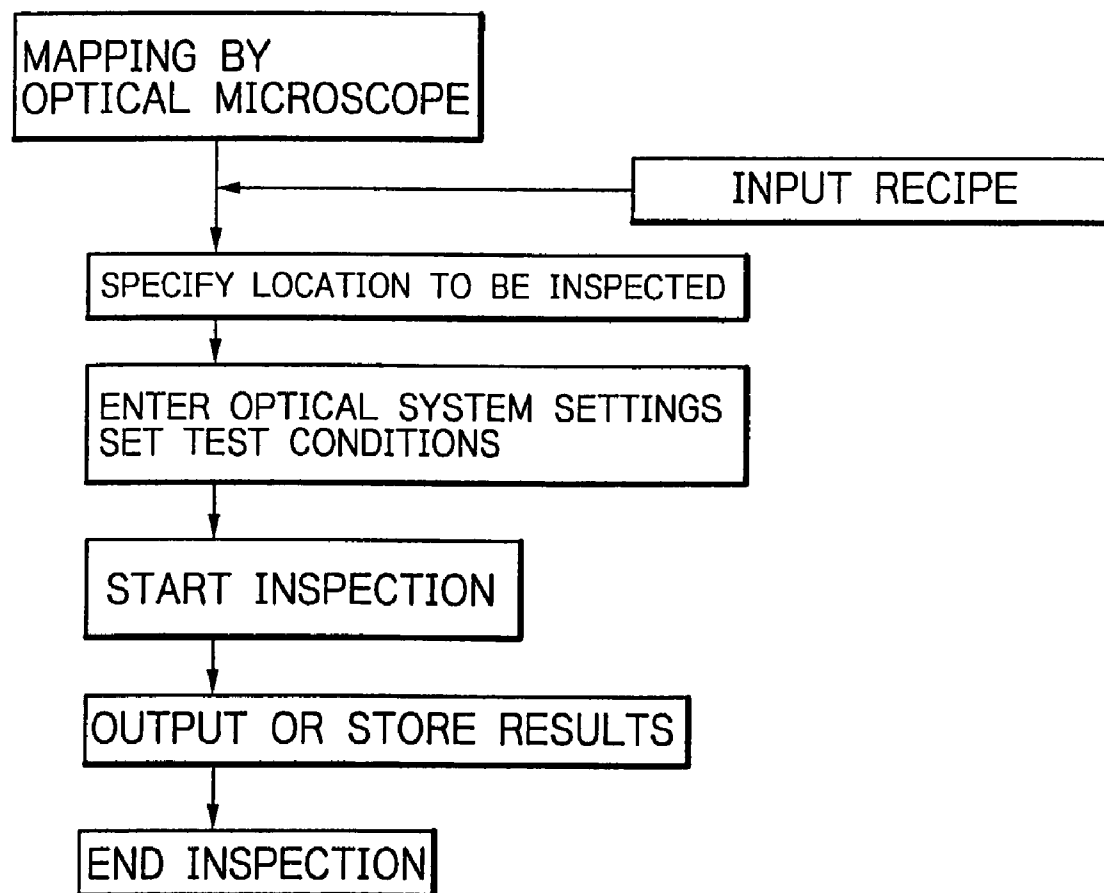 MAPPING BY
OPTICAL MICROSCOPE
INPUT RECIPE
SPECIFY LOCATION TO BE INSPECTED
ENTER OPTICAL SYSTEM SETTINGS
SET TEST CONDITIONS
START INSPECTION
OUTPUT OR STORE RESULTS
END INSPECTION